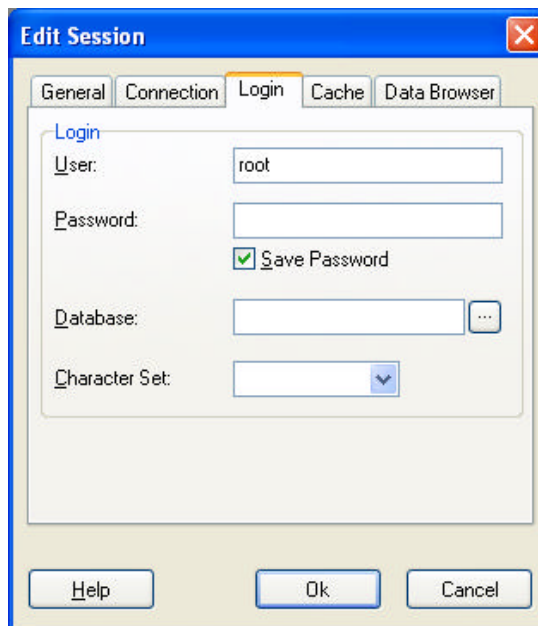 Edit Session
General Connection Login Cache Data Browser
Login
User: root
Password:
Save Password
Database: ...
Character Set:
Help Ok Cancel